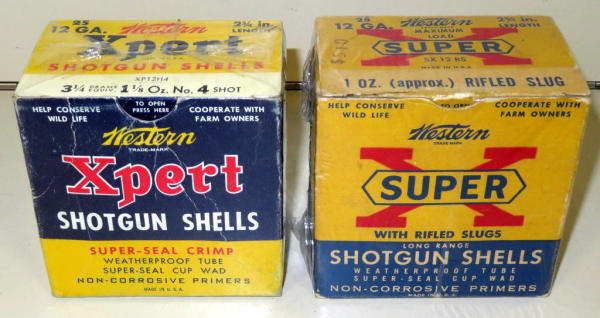 25
12 GA.
Western
2¾ in.
LENGTH
Xpert
SHOTGUN SHELLS
XP12H4
3¼ DRAMS EQUIV. 1⅛ Oz. No. 4 SHOT
HELP CONSERVE
WILD LIFE
TO OPEN
PRESS HERE
COOPERATE WITH
FARM OWNERS
Western
TRADE-MARK
Xpert
SHOTGUN SHELLS
SUPER-SEAL CRIMP
WEATHERPROOF TUBE
SUPER-SEAL CUP WAD
NON-CORROSIVE PRIMERS
MADE IN U.S.A.
25
12 GA.
Western
MAXIMUM
LOAD
2¾ in.
LENGTH
SUPER X
SX 12 RS
MADE IN U.S.A.
1 OZ. (approx.) RIFLED SLUG
HELP CONSERVE
WILD LIFE
COOPERATE WITH
FARM OWNERS
Western
TRADE MARK
SUPER X
WITH RIFLED SLUGS
LONG RANGE
SHOTGUN SHELLS
WEATHERPROOF TUBE
SUPER-SEAL CUP WAD
NON-CORROSIVE PRIMERS
MADE IN U.S.A.